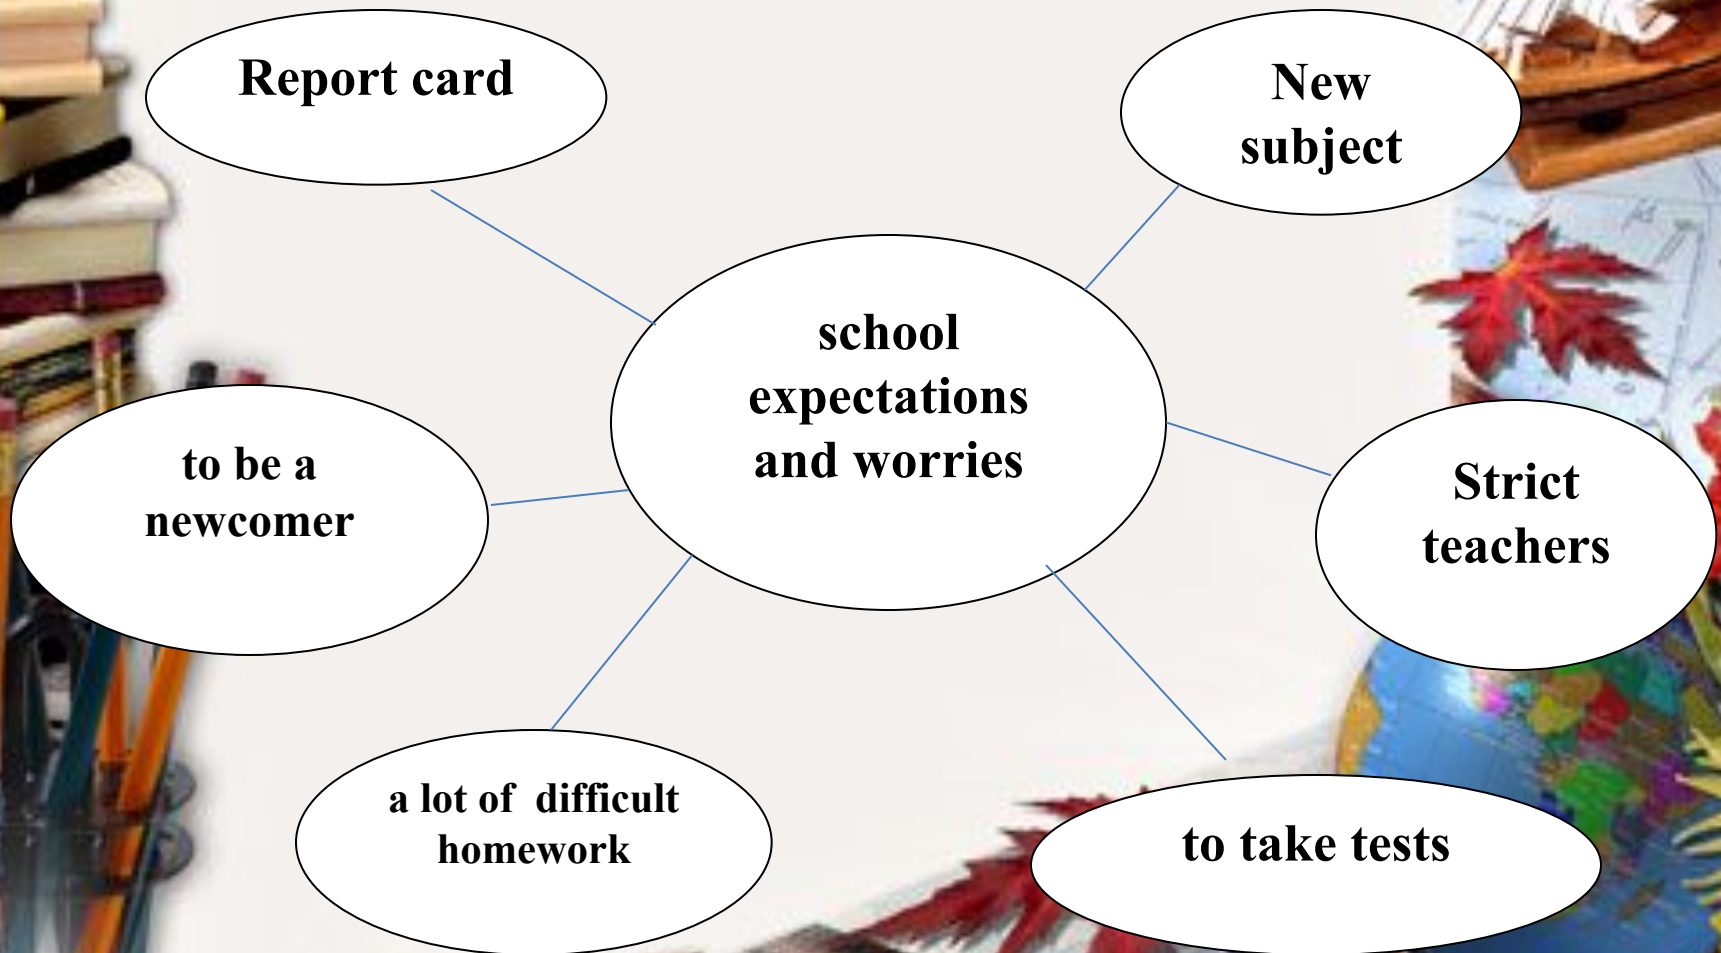 Report card
New
subject
school
expectations
and worries
to be a
newcomer
Strict
teachers
a lot of  difficult
homework
to take tests